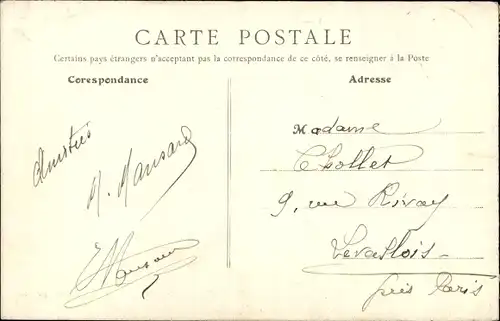 CARTE POSTALE
Certains pays étrangers n'acceptant pas la correspondance de ce côté, se renseigner à la Poste
Corespondance
Adresse
Amitiés
M. Mansard
Madame
Chollet
9, rue Rivay
Levallois
près Paris